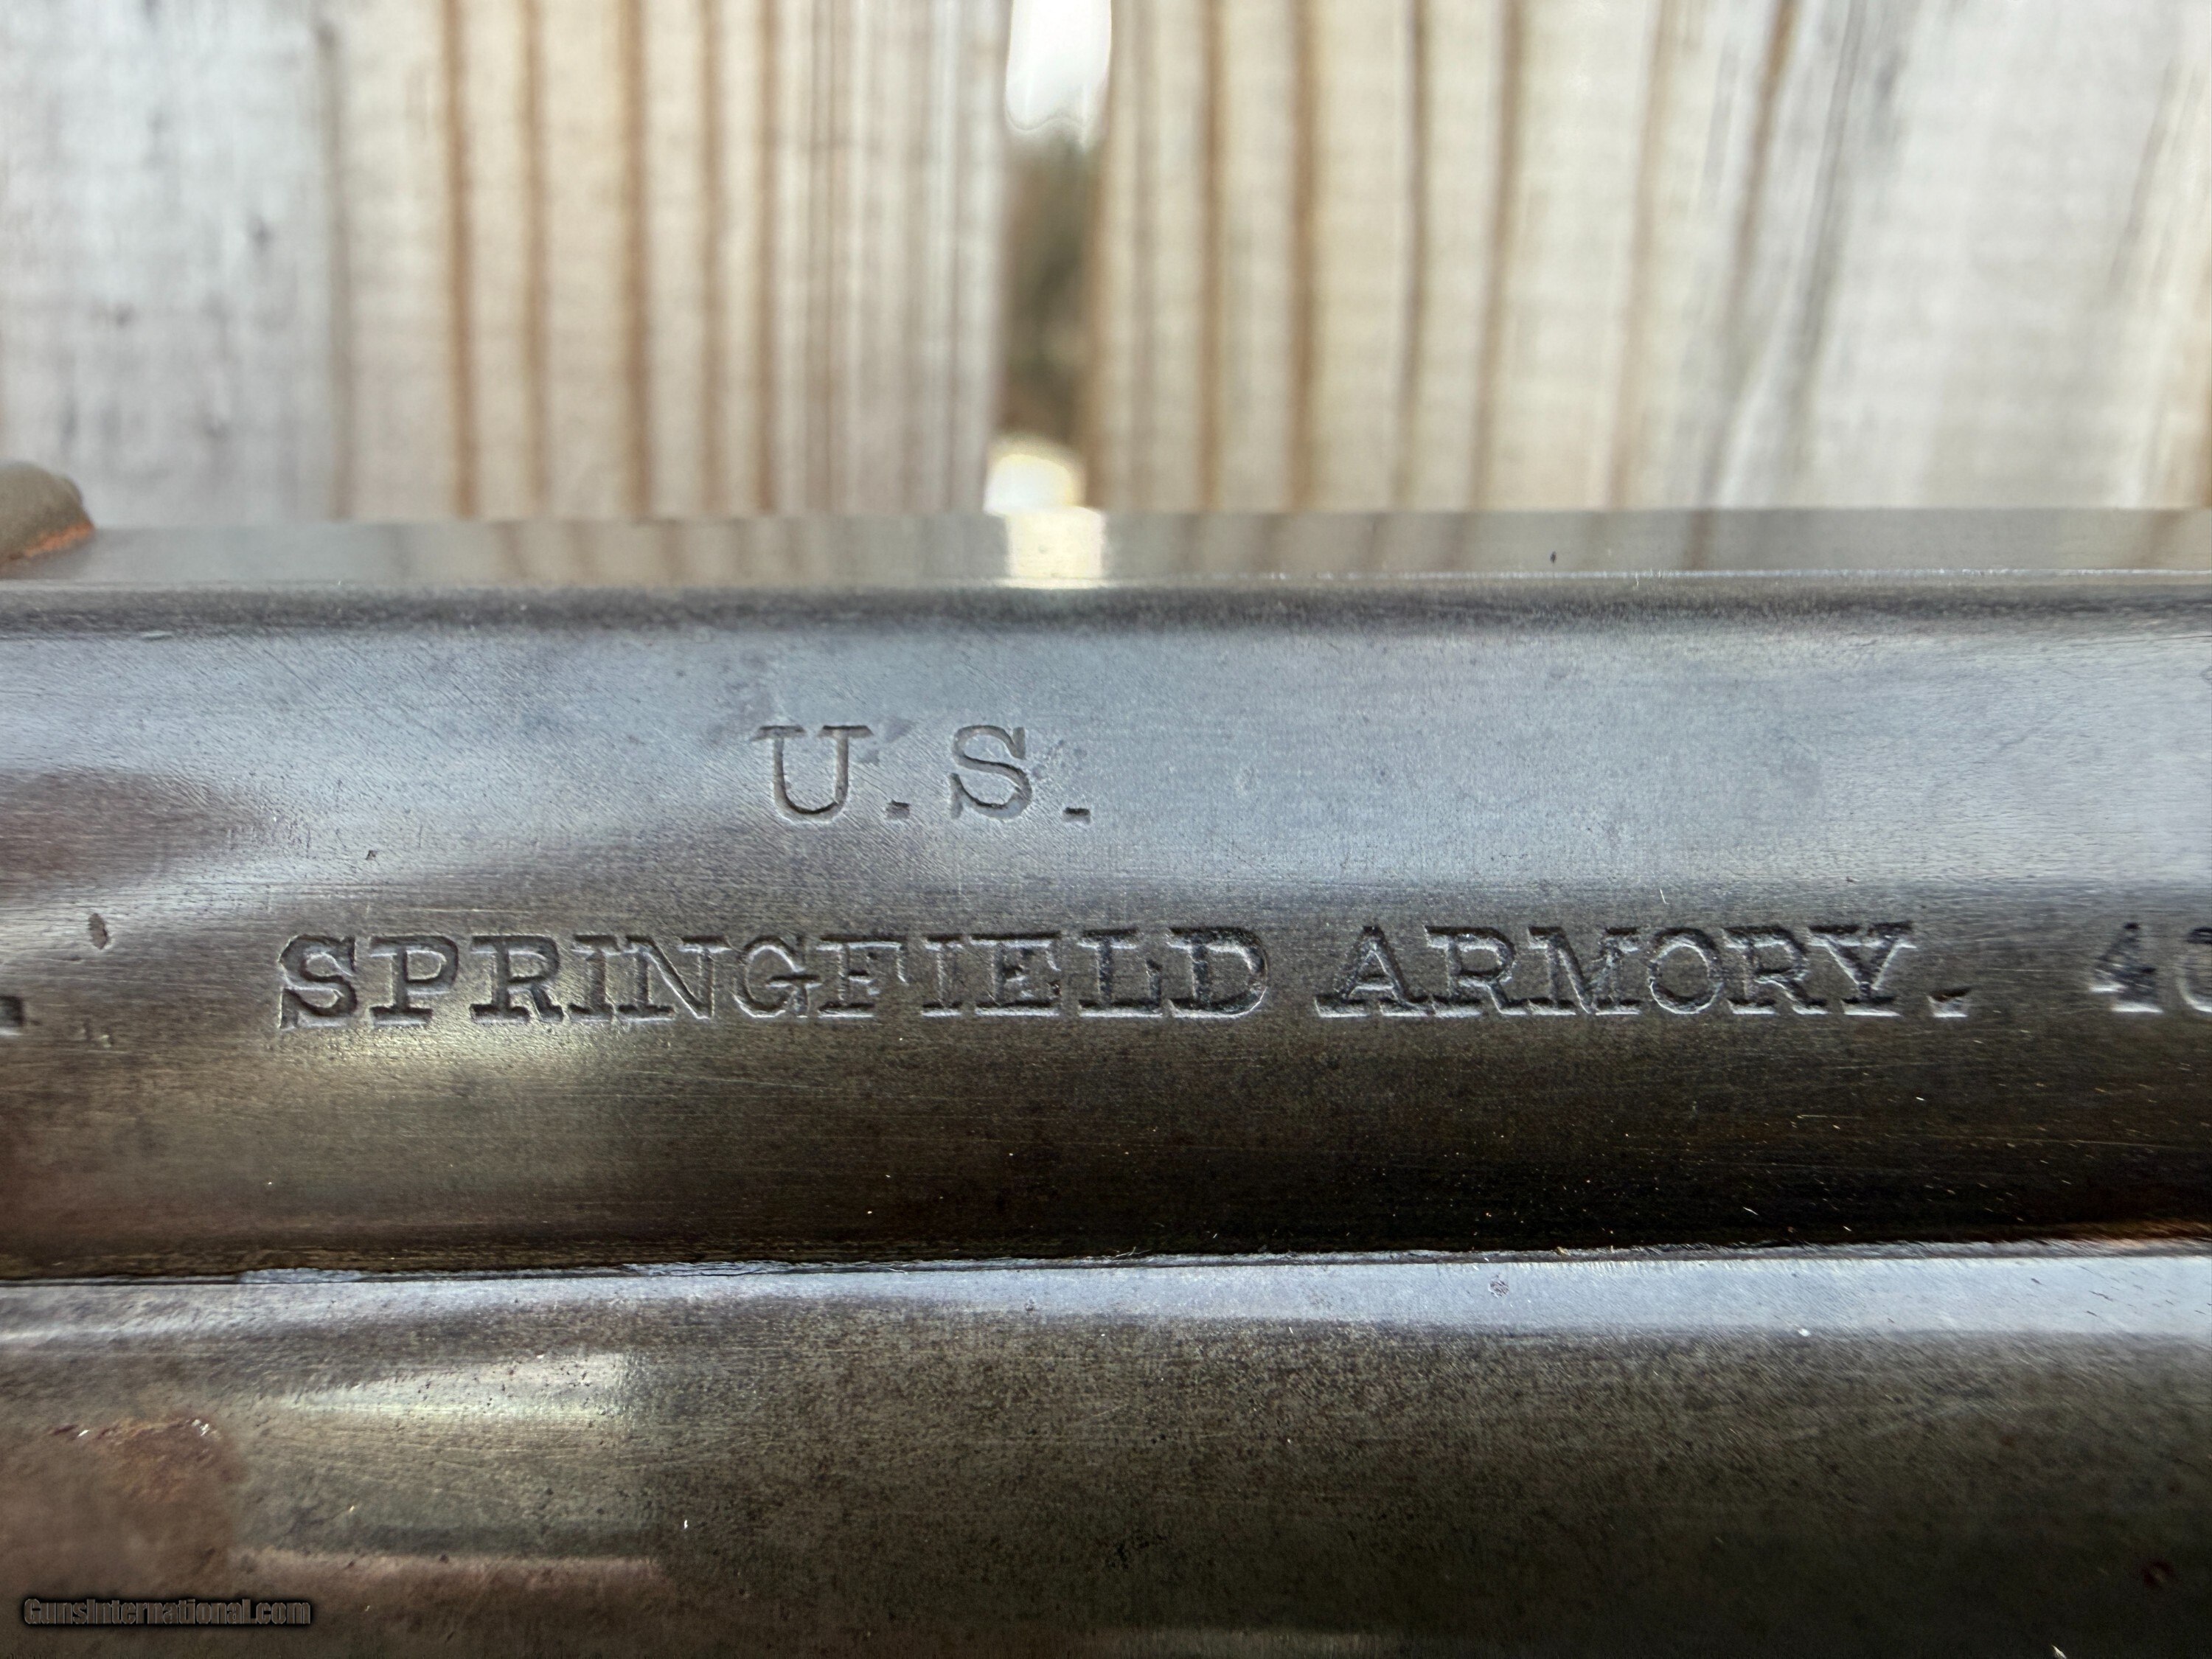 U.S.
SPRINGFIELD ARMORY.
GunsInternational.com